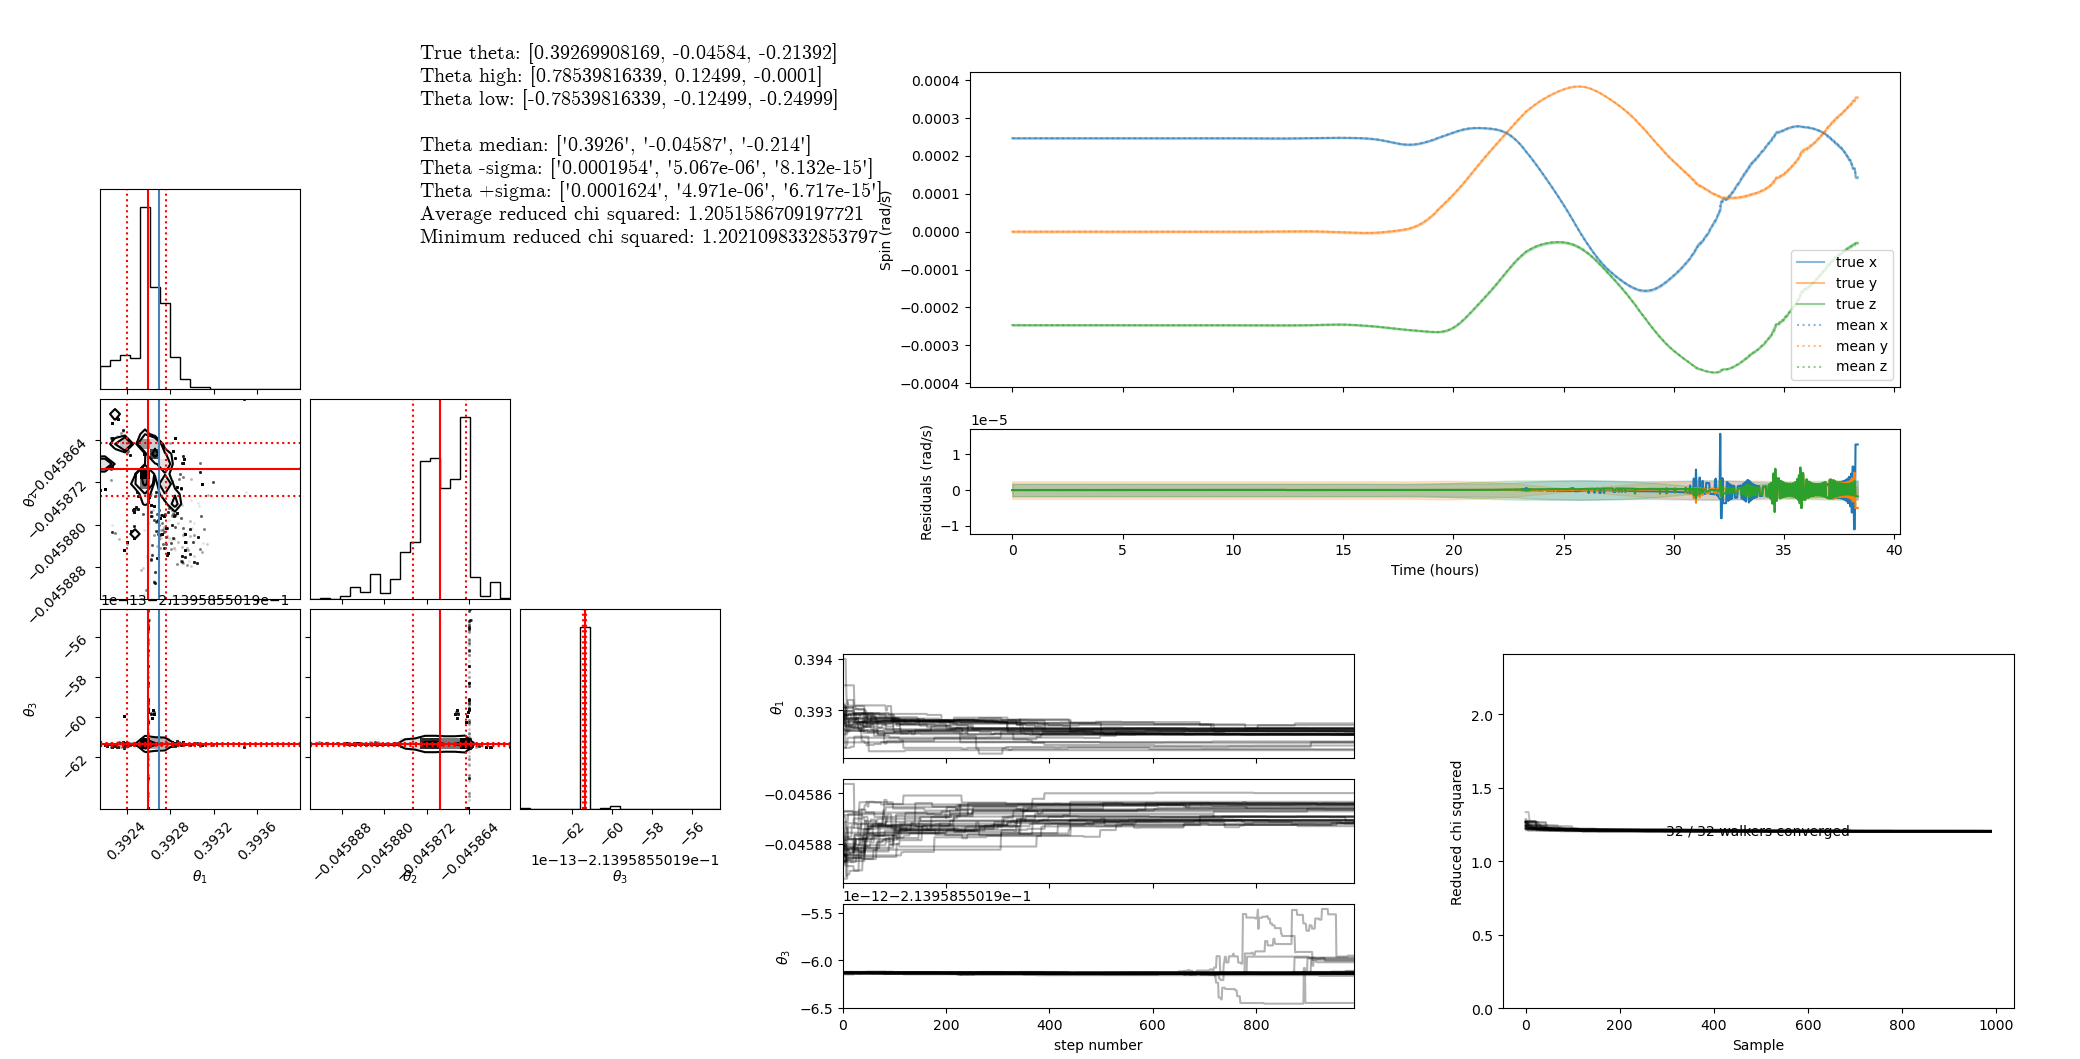 True theta: [0.39269908169, -0.04584, -0.21392]
Theta high: [0.78539816339, 0.12499, -0.0001]
Theta low: [-0.78539816339, -0.12499, -0.24999]
Theta median: ['0.3926', '-0.04587', '-0.214']
Theta -sigma: ['0.0001954', '5.067e-06', '8.132e-15']
Theta +sigma: ['0.0001624', '4.971e-06', '6.717e-15']
Average reduced chi squared: 1.2051586709197721
Minimum reduced chi squared: 1.2021098332853797
0.0004
0.0003
0.0002
0.0001
0.0000
−0.0001
−0.0002
−0.0003
−0.0004
Spin (rad/s)
true x
true y
true z
mean x
mean y
mean z
1e−5
1
0
−1
Residuals (rad/s)
0 5 10 15 20 25 30 35 40
Time (hours)
−0.045864
−0.045872
−0.045880
−0.045888
θ2
1e−13−2.1395855019e−1
−56
−58
−60
−62
θ3
0.3924 0.3928 0.3932 0.3936
θ1
−0.045888 −0.045880 −0.045872 −0.045864
θ2
−62 −60 −58 −56
1e−13−2.1395855019e−1
θ3
0.394
0.393
θ1
−0.04586
−0.04588
1e−12−2.1395855019e−1
−5.5
−6.0
−6.5
θ3
0 200 400 600 800
step number
2.0
1.5
1.0
0.5
0.0
Reduced chi squared
32 / 32 walkers converged
0 200 400 600 800 1000
Sample